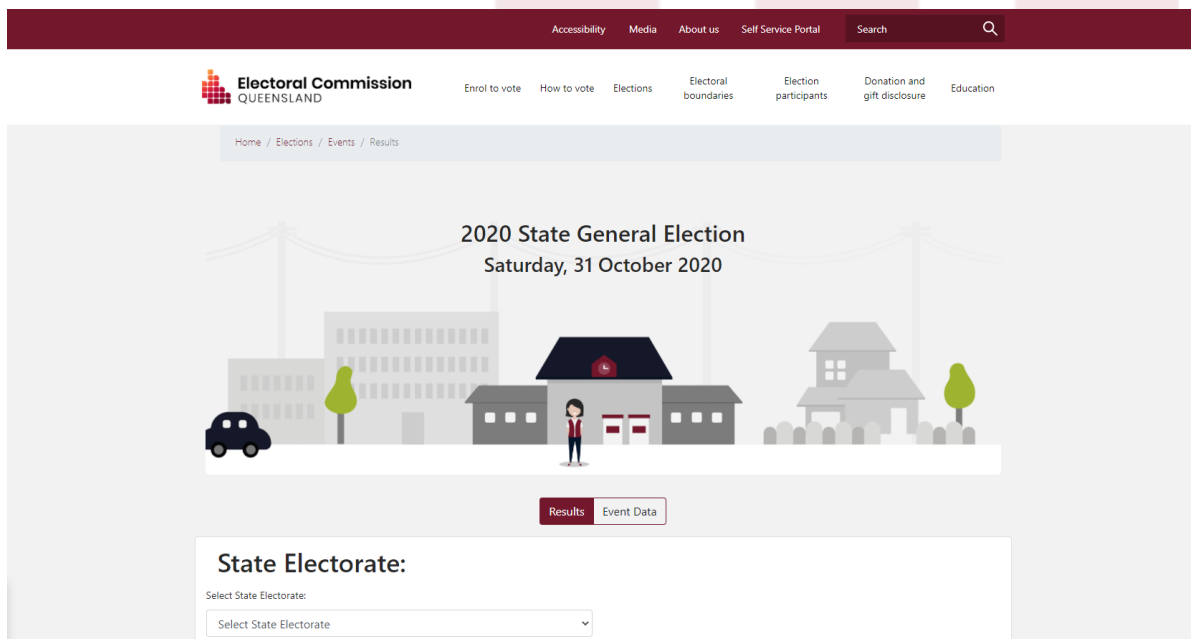 Accessibility Media About us Self Service Portal Search
Electoral Commission
QUEENSLAND
Enrol to vote How to vote Elections Electoral boundaries Election participants Donation and gift disclosure Education
Home / Elections / Events / Results
2020 State General Election
Saturday, 31 October 2020
Results Event Data
State Electorate:
Select State Electorate:
Select State Electorate